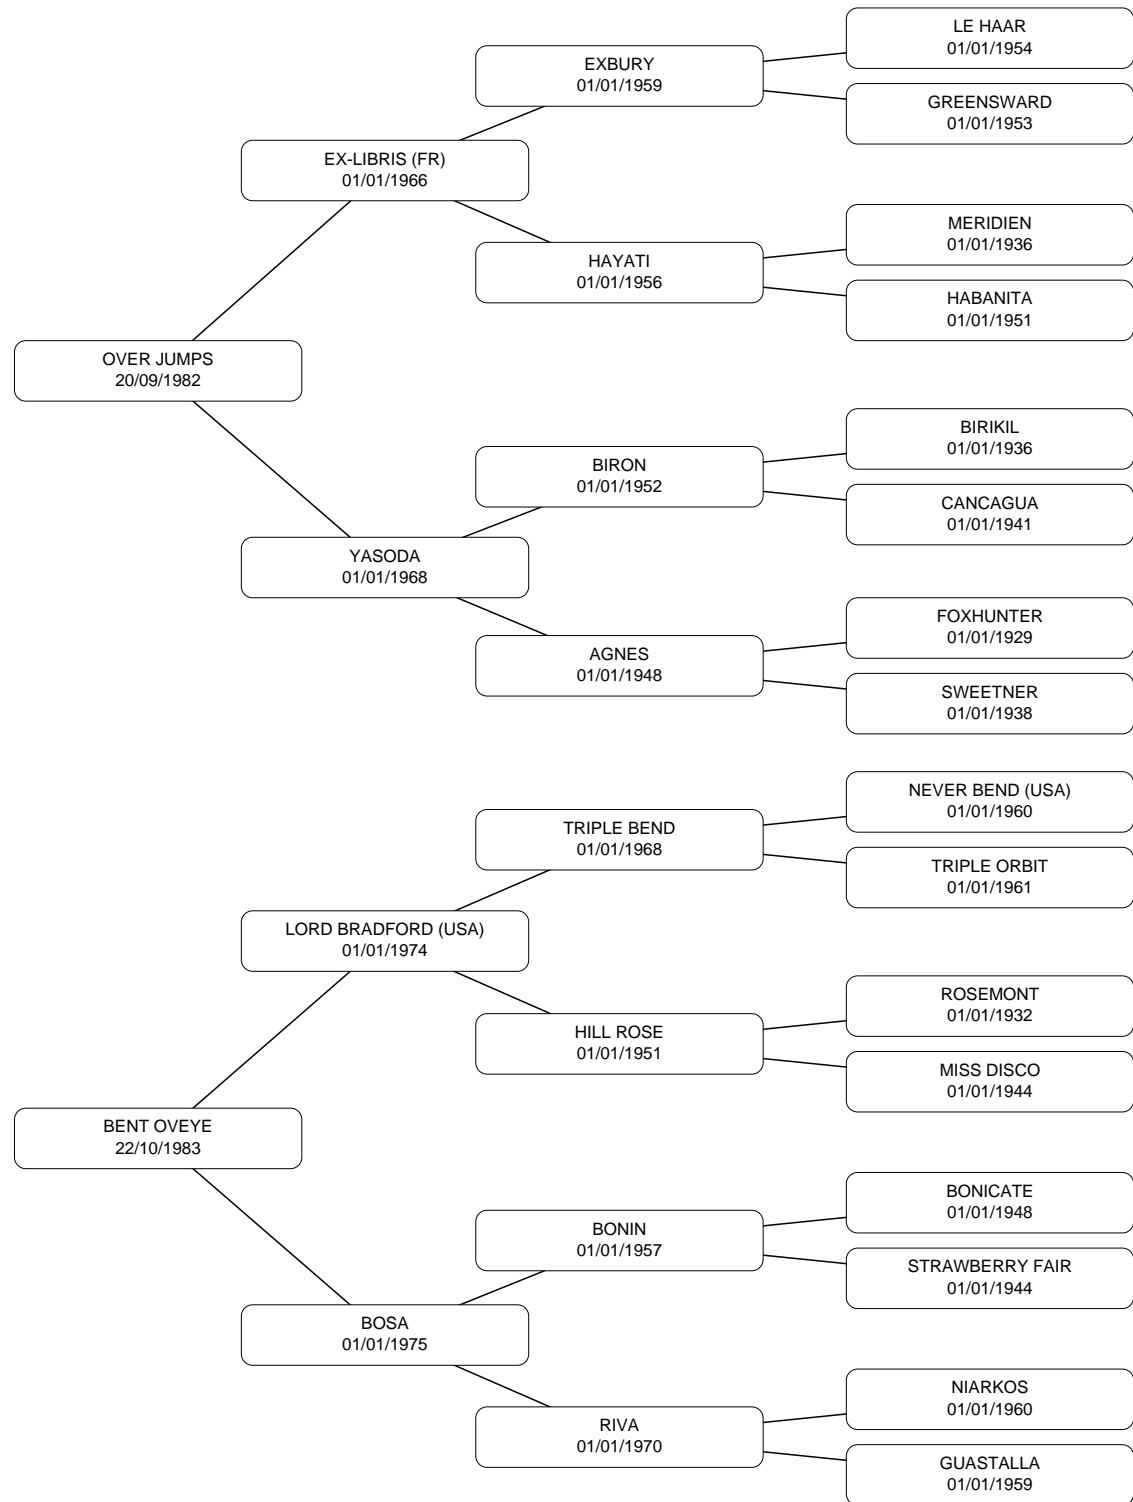 LE HAAR
01/01/1954
EXBURY
01/01/1959
GREENSWARD
01/01/1953
EX-LIBRIS (FR)
01/01/1966
MERIDIEN
01/01/1936
HAYATI
01/01/1956
HABANITA
01/01/1951
OVER JUMPS
20/09/1982
BIRIKIL
01/01/1936
BIRON
01/01/1952
CANCAGUA
01/01/1941
YASODA
01/01/1968
FOXHUNTER
01/01/1929
AGNES
01/01/1948
SWEETNER
01/01/1938
NEVER BEND (USA)
01/01/1960
TRIPLE BEND
01/01/1968
TRIPLE ORBIT
01/01/1961
LORD BRADFORD (USA)
01/01/1974
ROSEMONT
01/01/1932
HILL ROSE
01/01/1951
MISS DISCO
01/01/1944
BENT OVEYE
22/10/1983
BONICATE
01/01/1948
BONIN
01/01/1957
STRAWBERRY FAIR
01/01/1944
BOSA
01/01/1975
NIARKOS
01/01/1960
RIVA
01/01/1970
GUASTALLA
01/01/1959